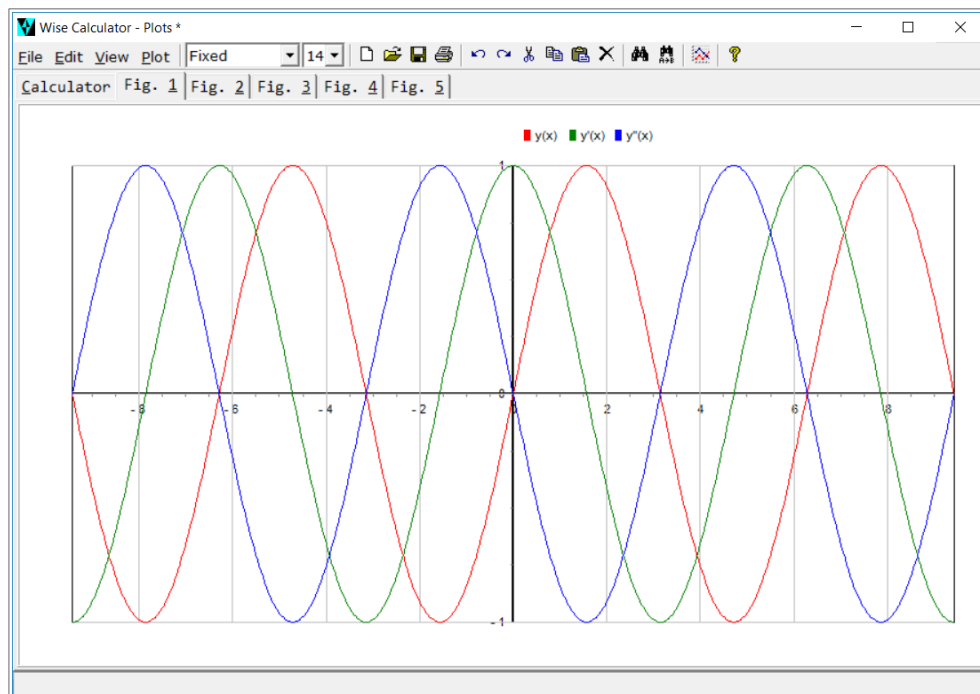 Wise Calculator - Plots *
File Edit View Plot Fixed 14
Calculator Fig. 1 Fig. 2 Fig. 3 Fig. 4 Fig. 5
y(x) y'(x) y''(x)
1
0
-8 -6 -4 -2 0 2 4 6 8
-1